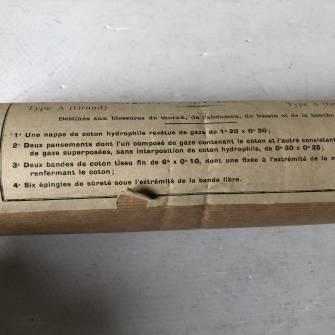 Type A (Grand)
Destinés aux blessures du thorax, de l'abdomen, du bassin et de la hanche
1° Une nappe de coton hydrophile revêtue de gaze de 1ᵐ20 x 0ᵐ30;
2° Deux pansements dont l'un composé de gaze contenant le coton et l'autre consistant
de gaze superposées, sans interposition de coton hydrophile, de 0ᵐ30 x 0ᵐ25;
3° Deux bandes de coton tissu fin de 6ᵐ x 0ᵐ10, dont une fixée à l'extrémité de la
renfermant le coton;
4° Six épingles de sûreté sous l'extrémité de la bande libre.